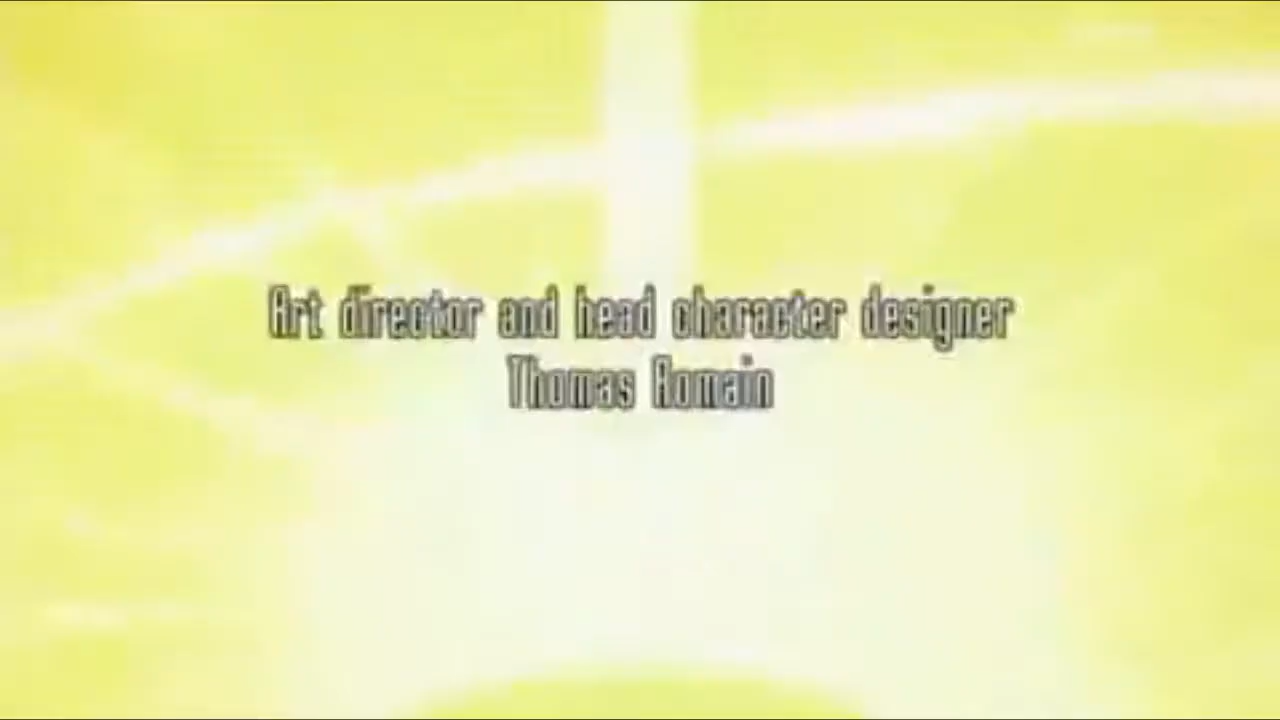 Art director and head character designer
Thomas Romain